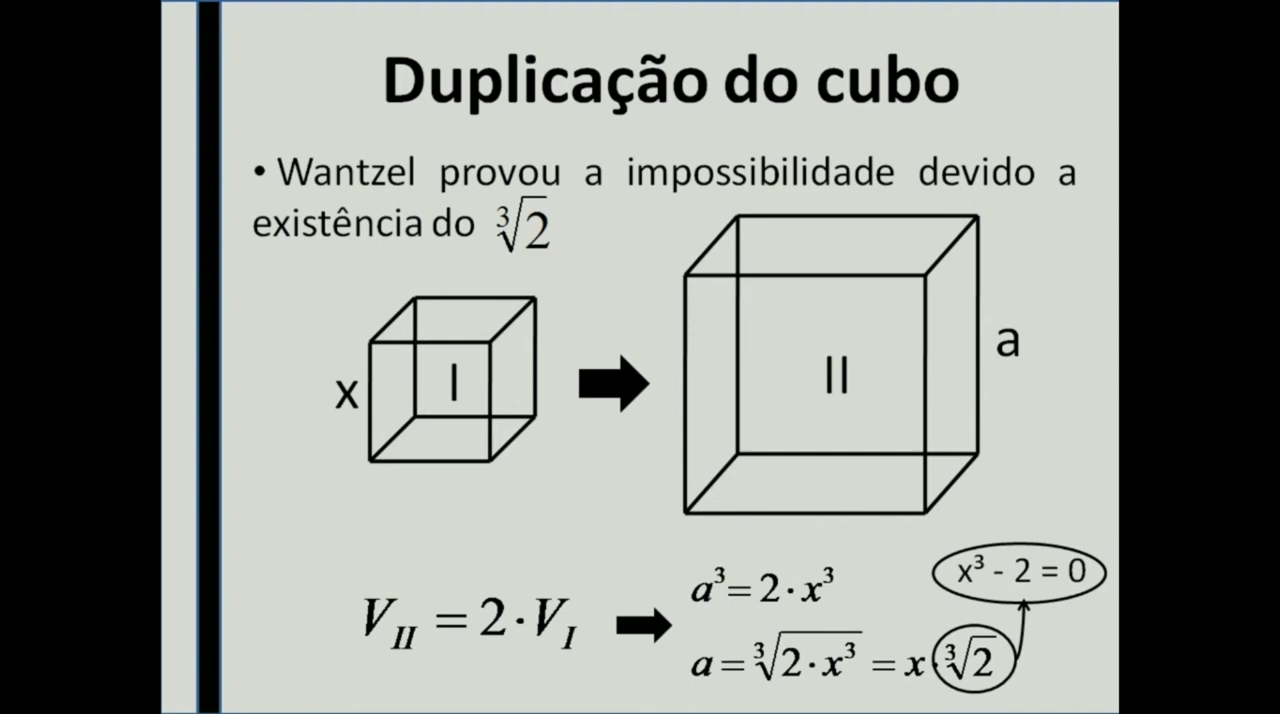 Duplicação do cubo
• Wantzel provou a impossibilidade devido a
existência do ∛2
x
I
II
a
V_II = 2·V_I
a³ = 2·x³
a = ∛(2·x³) = x·∛2
x³ - 2 = 0